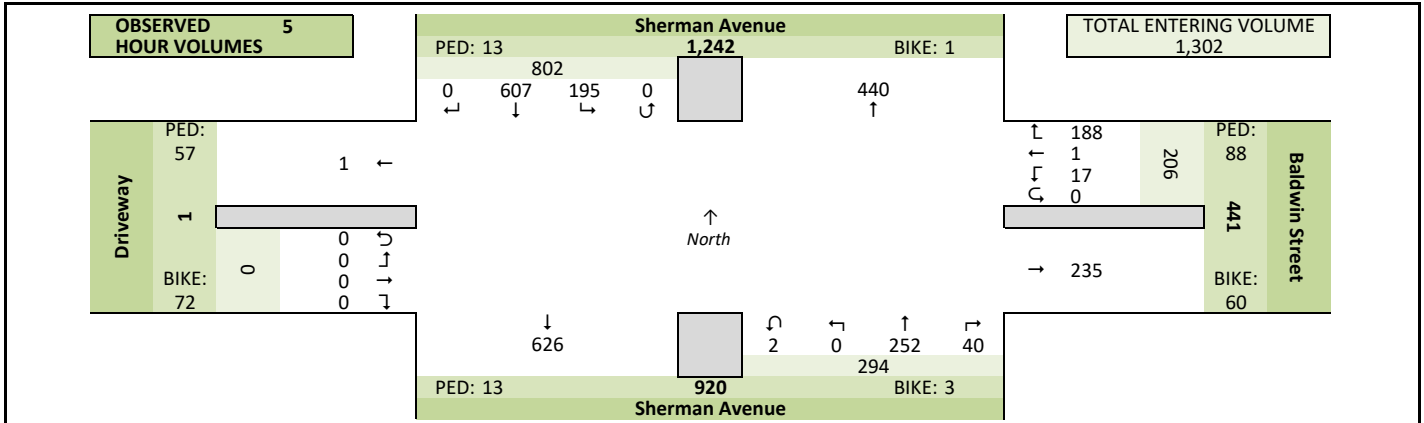 OBSERVED 5
HOUR VOLUMES
Sherman Avenue
PED: 13 1,242 BIKE: 1
TOTAL ENTERING VOLUME
1,302
802
0 607 195 0
↲ ↓ ↳ ↺
440
↑
Driveway
PED:
57
1
BIKE:
72
0
1 ←
0 ⮌
0 ↱
0 →
0 ↴
↑
North
↑ 188
← 1
↓ 17
⮎ 0
206
→ 235
PED:
88
441
BIKE:
60
Baldwin Street
↓
626
↶ ↰ ↑ ↱
2 0 252 40
294
PED: 13 920 BIKE: 3
Sherman Avenue